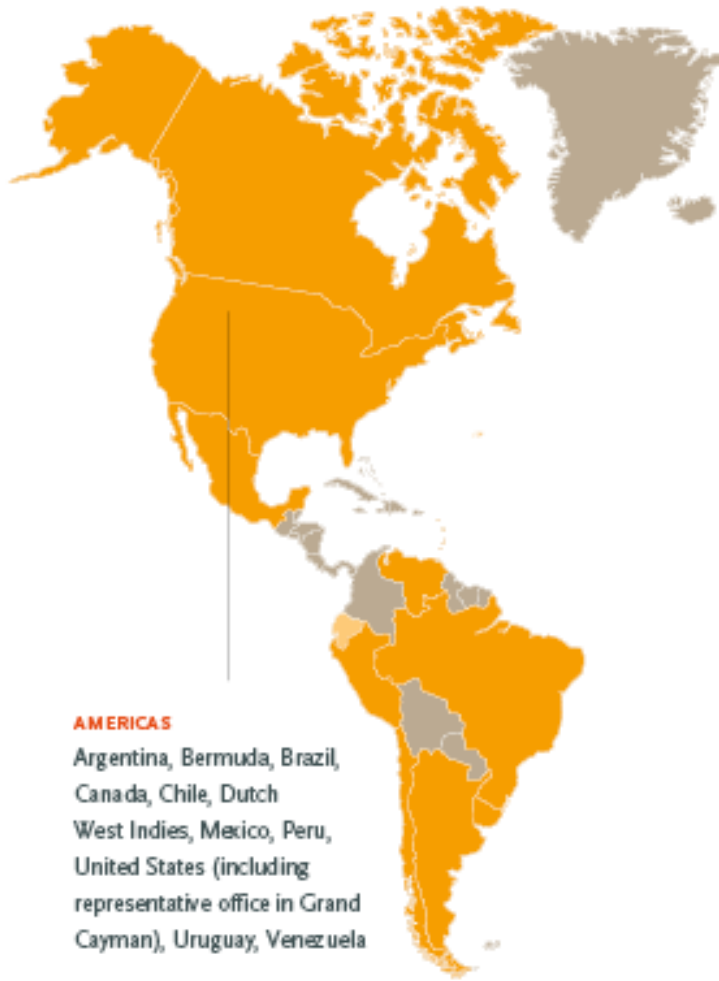 AMERICAS
Argentina, Bermuda, Brazil,
Canada, Chile, Dutch
West Indies, Mexico, Peru,
United States (including
representative office in Grand
Cayman), Uruguay, Venezuela